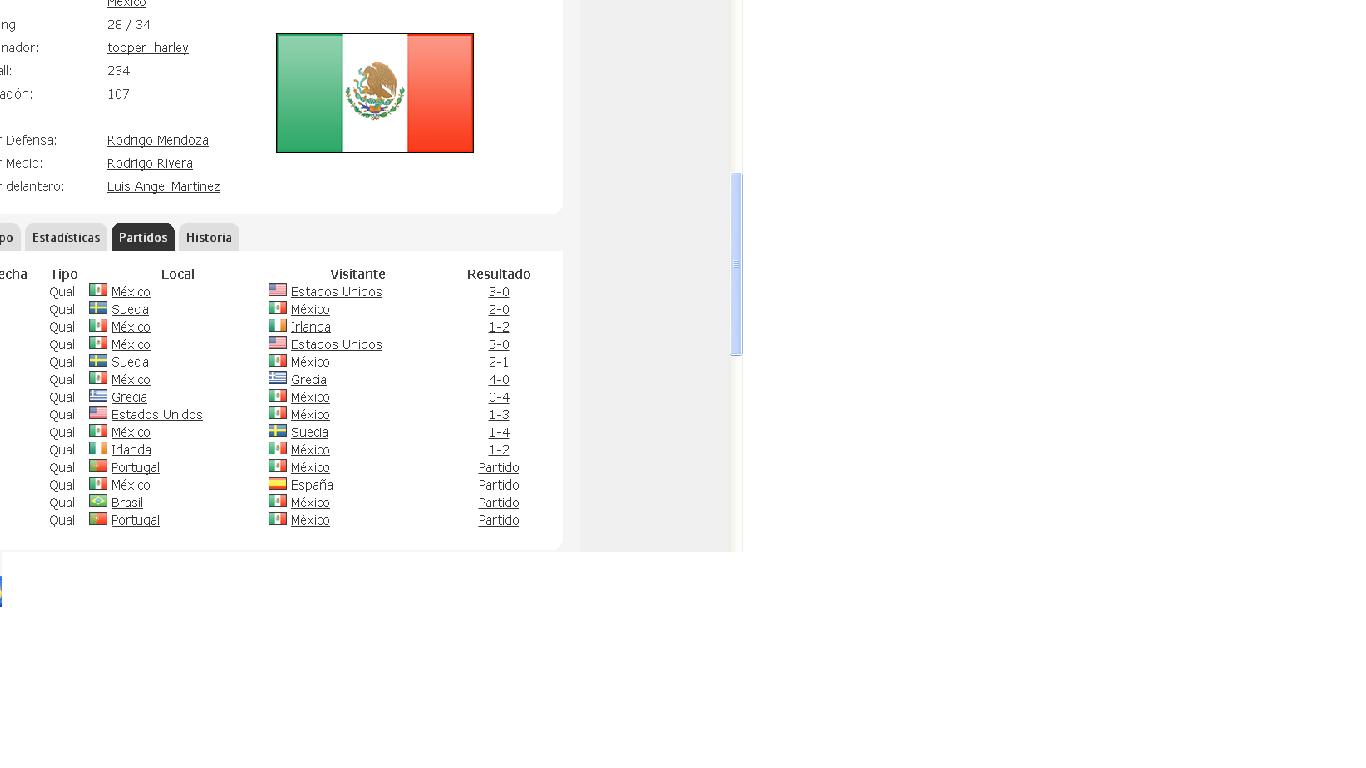 México
ng 28 / 34
nador: topper_harley
all: 234
ación: 107
r Defensa: Rodrigo Mendoza
r Medio: Rodrigo Rivera
r delantero: Luis Angel Martinez
po Estadísticas Partidos Historia
echa Tipo Local Visitante Resultado
Qual México Estados Unidos 3-0
Qual Suecia México 2-0
Qual México Irlanda 1-2
Qual México Estados Unidos 3-0
Qual Suecia México 2-1
Qual México Grecia 4-0
Qual Grecia México 0-4
Qual Estados Unidos México 1-3
Qual México Suecia 1-4
Qual Irlanda México 1-2
Qual Portugal México Partido
Qual México España Partido
Qual Brasil México Partido
Qual Portugal México Partido